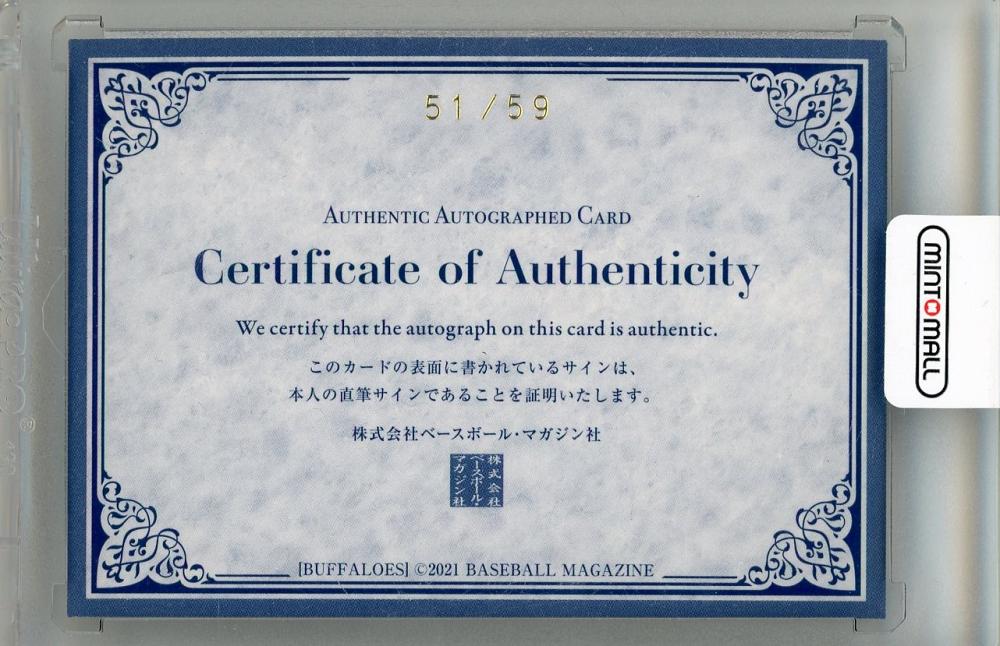 51/59
AUTHENTIC AUTOGRAPHED CARD
Certificate of Authenticity
We certify that the autograph on this card is authentic.
このカードの表面に書かれているサインは、
本人の直筆サインであることを証明いたします。
株式会社ベースボール・マガジン社
株式会社
ベースボール・
マガジン社
[BUFFALOES] ©2021 BASEBALL MAGAZINE
MINTOMALL